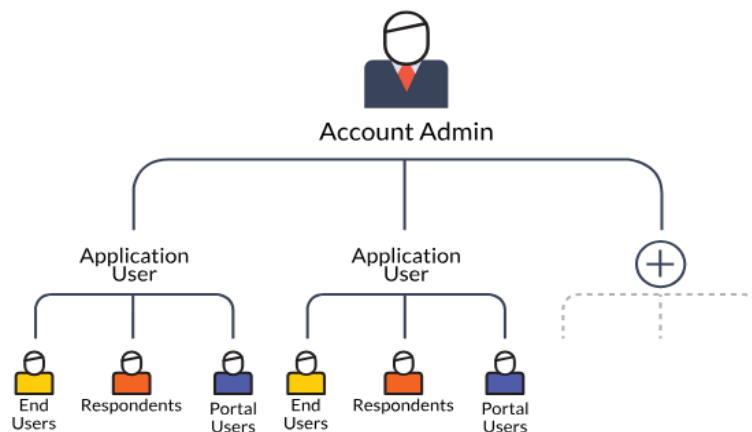 Account Admin
Application
User
Application
User
End
Users
Respondents
Portal
Users
End
Users
Respondents
Portal
Users